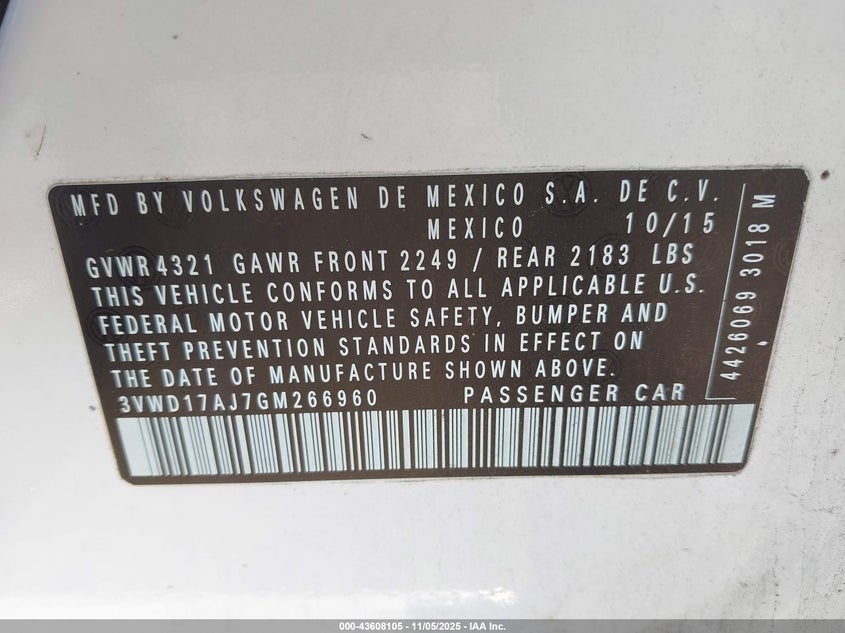 MFD BY VOLKSWAGEN DE MEXICO S.A. DE C.V.
MEXICO 10/15
GVWR 4321 GAWR FRONT 2249 / REAR 2183 LBS
THIS VEHICLE CONFORMS TO ALL APPLICABLE U.S.
FEDERAL MOTOR VEHICLE SAFETY, BUMPER AND
THEFT PREVENTION STANDARDS IN EFFECT ON
THE DATE OF MANUFACTURE SHOWN ABOVE.
3VWD17AJ7GM266960 PASSENGER CAR
4426069 3018 M
000-43608105 - 11/05/2025 - IAA Inc.